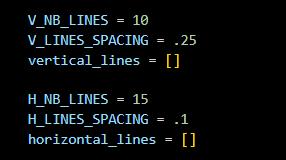 V_NB_LINES = 10
V_LINES_SPACING = .25
vertical_lines = []
H_NB_LINES = 15
H_LINES_SPACING = .1
horizontal_lines = []